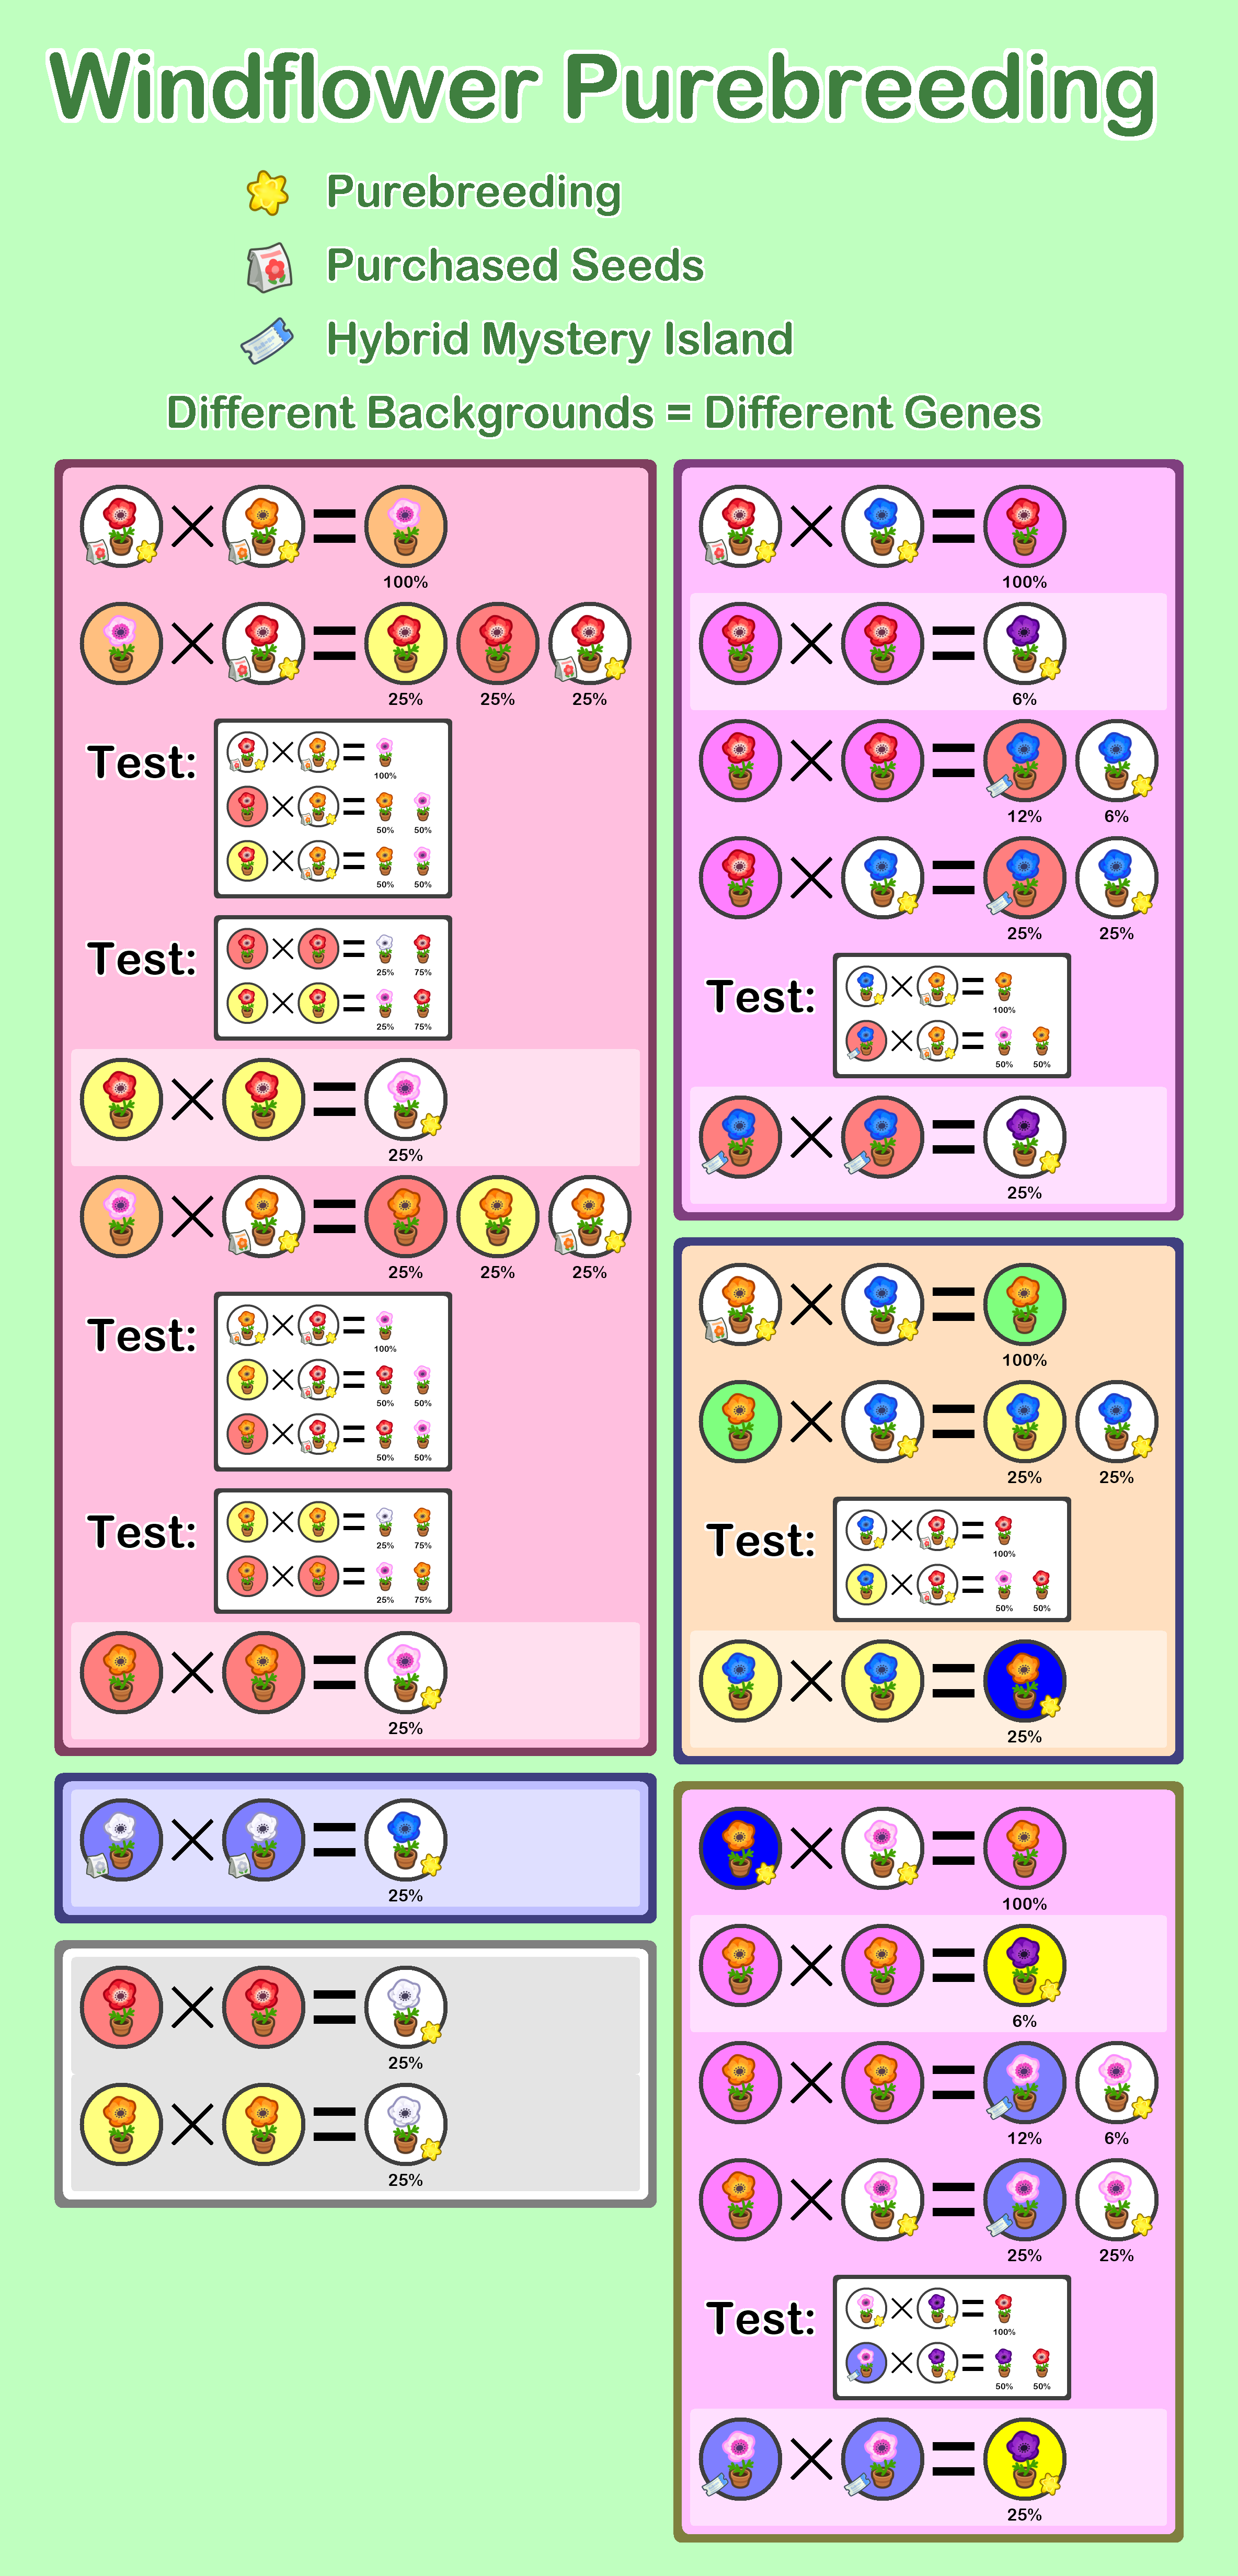 Windflower Purebreeding
Purebreeding
Purchased Seeds
Hybrid Mystery Island
Different Backgrounds = Different Genes
100%
25% 25% 25%
Test:
100%
50% 50%
50% 50%
Test:
25% 75%
25% 75%
25%
25% 25% 25%
Test:
100%
50% 50%
50% 50%
Test:
25% 75%
25% 75%
25%
25%
25%
25%
100%
6%
12% 6%
25% 25%
Test:
100%
50% 50%
25%
100%
25% 25%
Test:
100%
50% 50%
25%
100%
6%
12% 6%
25% 25%
Test:
100%
50% 50%
25%